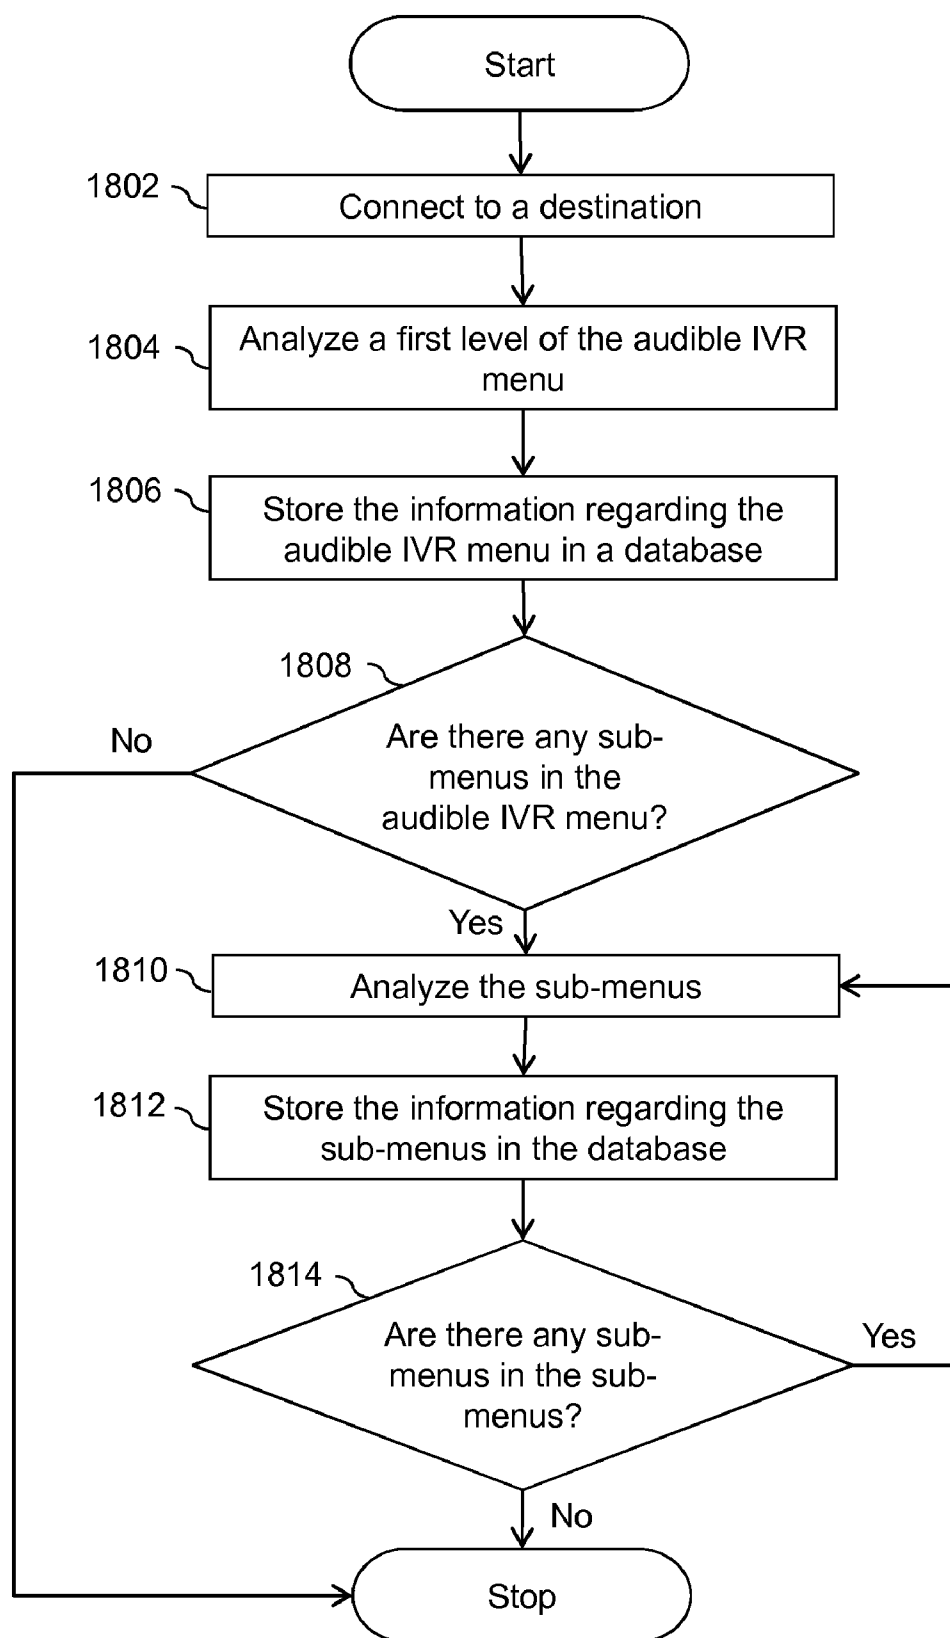 Start
1802
Connect to a destination
1804
Analyze a first level of the audible IVR
menu
1806
Store the information regarding the
audible IVR menu in a database
1808
No
Are there any sub-
menus in the
audible IVR menu?
Yes
1810
Analyze the sub-menus
1812
Store the information regarding the
sub-menus in the database
1814
Are there any sub-
menus in the sub-
menus?
Yes
No
Stop